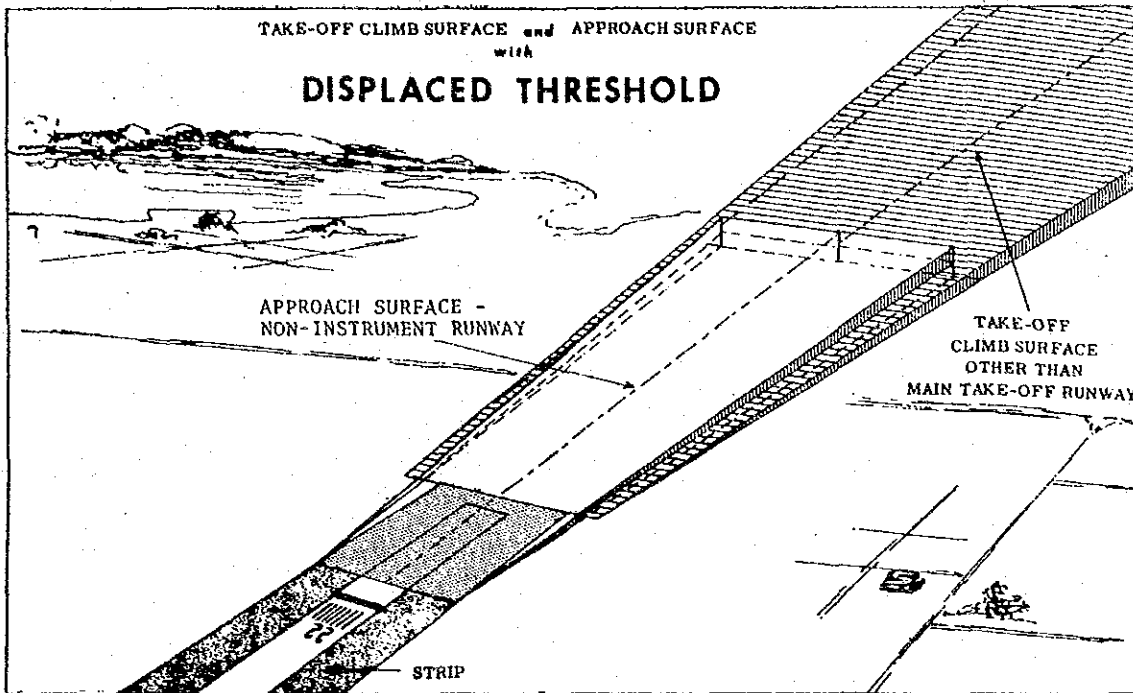 TAKE-OFF CLIMB SURFACE and APPROACH SURFACE
with
DISPLACED THRESHOLD
APPROACH SURFACE -
NON-INSTRUMENT RUNWAY
TAKE-OFF
CLIMB SURFACE
OTHER THAN
MAIN TAKE-OFF RUNWAY
22
STRIP